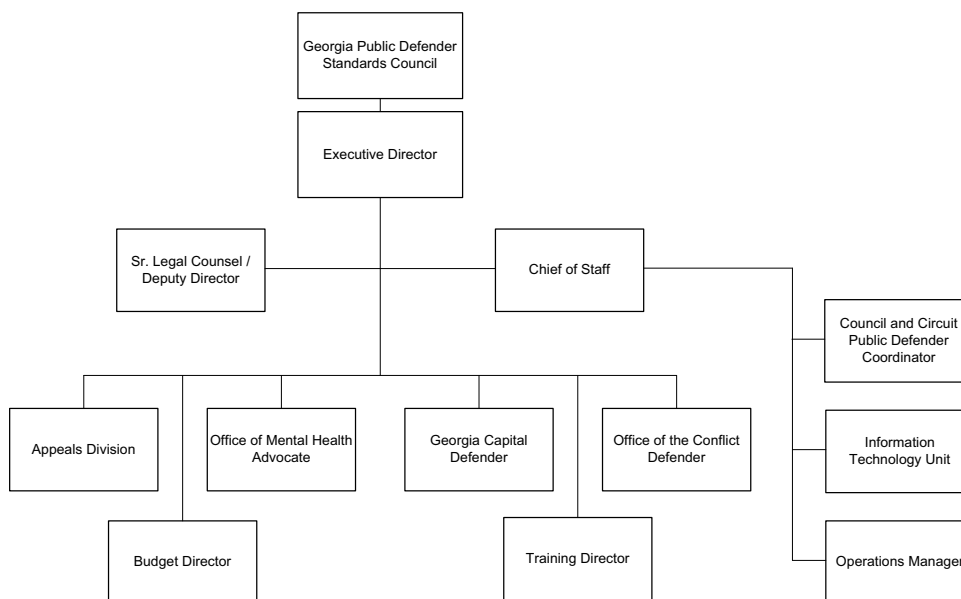 Georgia Public Defender
Standards Council
Executive Director
Sr. Legal Counsel /
Deputy Director
Chief of Staff
Council and Circuit
Public Defender
Coordinator
Appeals Division
Office of Mental Health
Advocate
Georgia Capital
Defender
Office of the Conflict
Defender
Information
Technology Unit
Budget Director
Training Director
Operations Manager